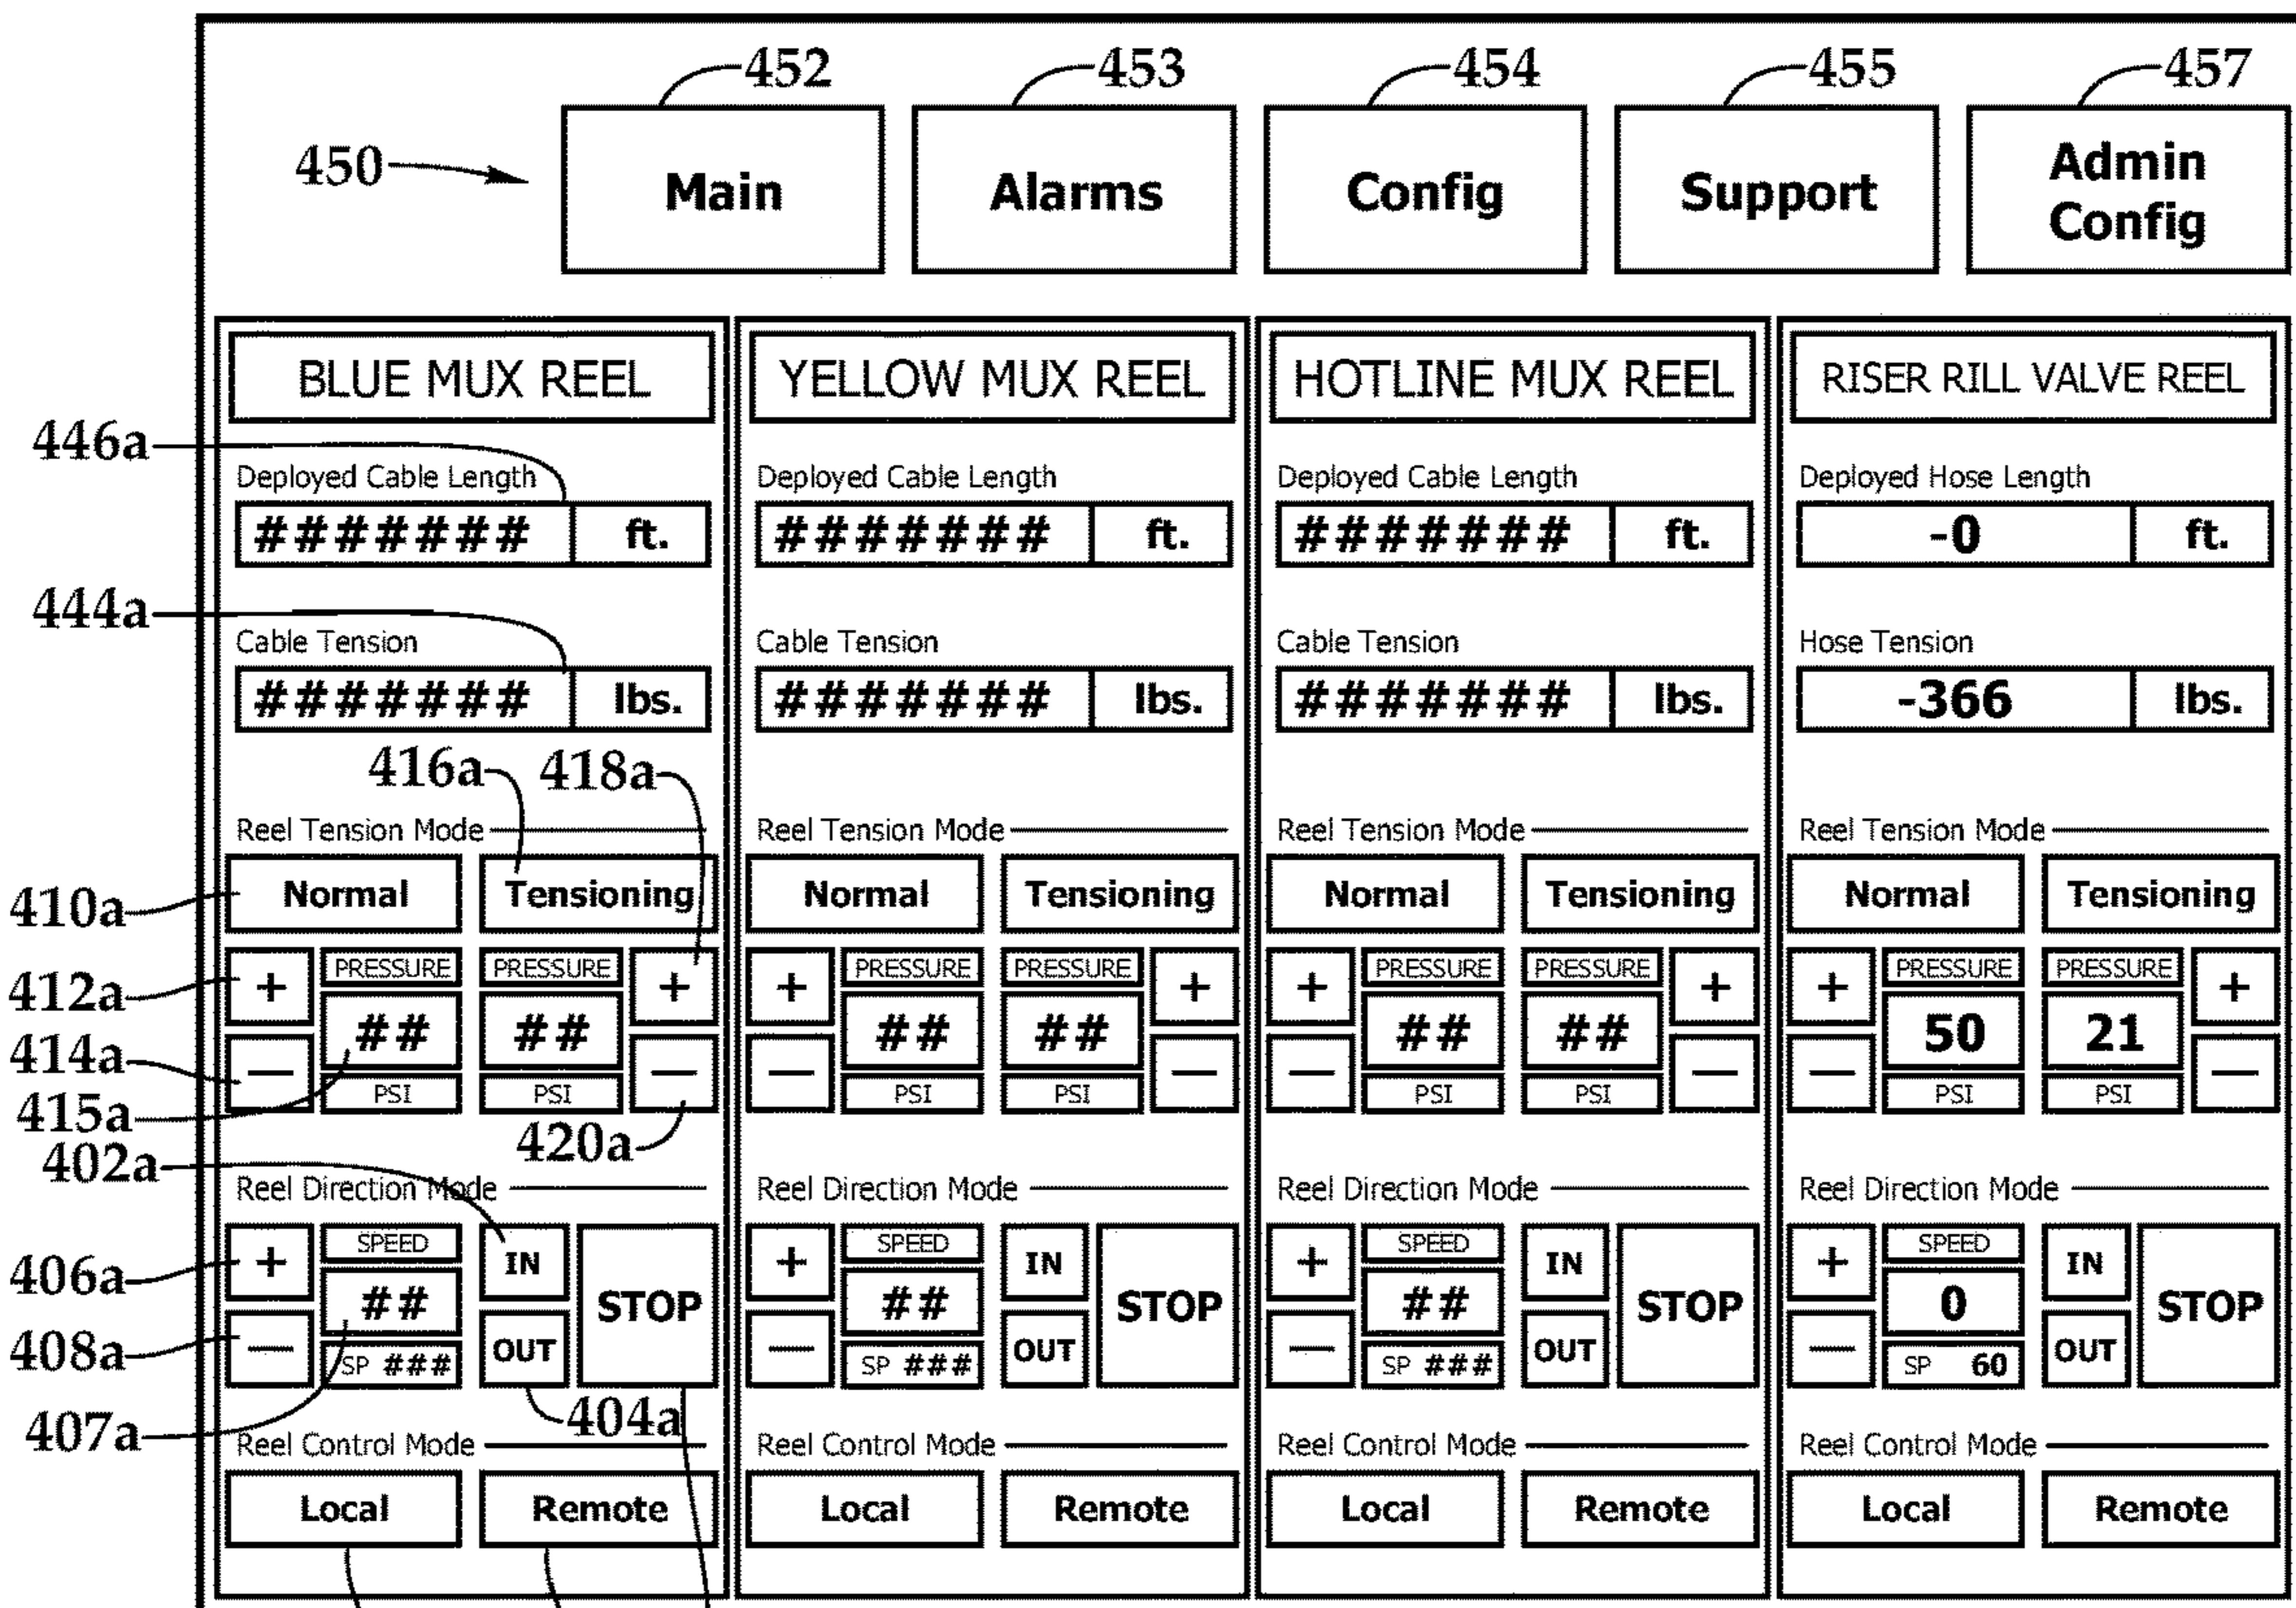 452 453 454 455 457
450 Main Alarms Config Support Admin Config
BLUE MUX REEL
446a
Deployed Cable Length
####### ft.
444a
Cable Tension
####### lbs.
416a 418a
Reel Tension Mode
410a Normal Tensioning
412a + PRESSURE PRESSURE +
## ##
414a — PSI PSI —
415a
420a
402a
Reel Direction Mode
406a + SPEED IN STOP
##
408a — SP ### OUT
407a 404a
Reel Control Mode
Local Remote
YELLOW MUX REEL
Deployed Cable Length
####### ft.
Cable Tension
####### lbs.
Reel Tension Mode
Normal Tensioning
+ PRESSURE PRESSURE +
## ##
— PSI PSI —
Reel Direction Mode
+ SPEED IN STOP
##
— SP ### OUT
Reel Control Mode
Local Remote
HOTLINE MUX REEL
Deployed Cable Length
####### ft.
Cable Tension
####### lbs.
Reel Tension Mode
Normal Tensioning
+ PRESSURE PRESSURE +
## ##
— PSI PSI —
Reel Direction Mode
+ SPEED IN STOP
##
— SP ### OUT
Reel Control Mode
Local Remote
RISER RILL VALVE REEL
Deployed Hose Length
-0 ft.
Hose Tension
-366 lbs.
Reel Tension Mode
Normal Tensioning
+ PRESSURE PRESSURE +
50 21
— PSI PSI —
Reel Direction Mode
+ SPEED IN STOP
0
— SP 60 OUT
Reel Control Mode
Local Remote